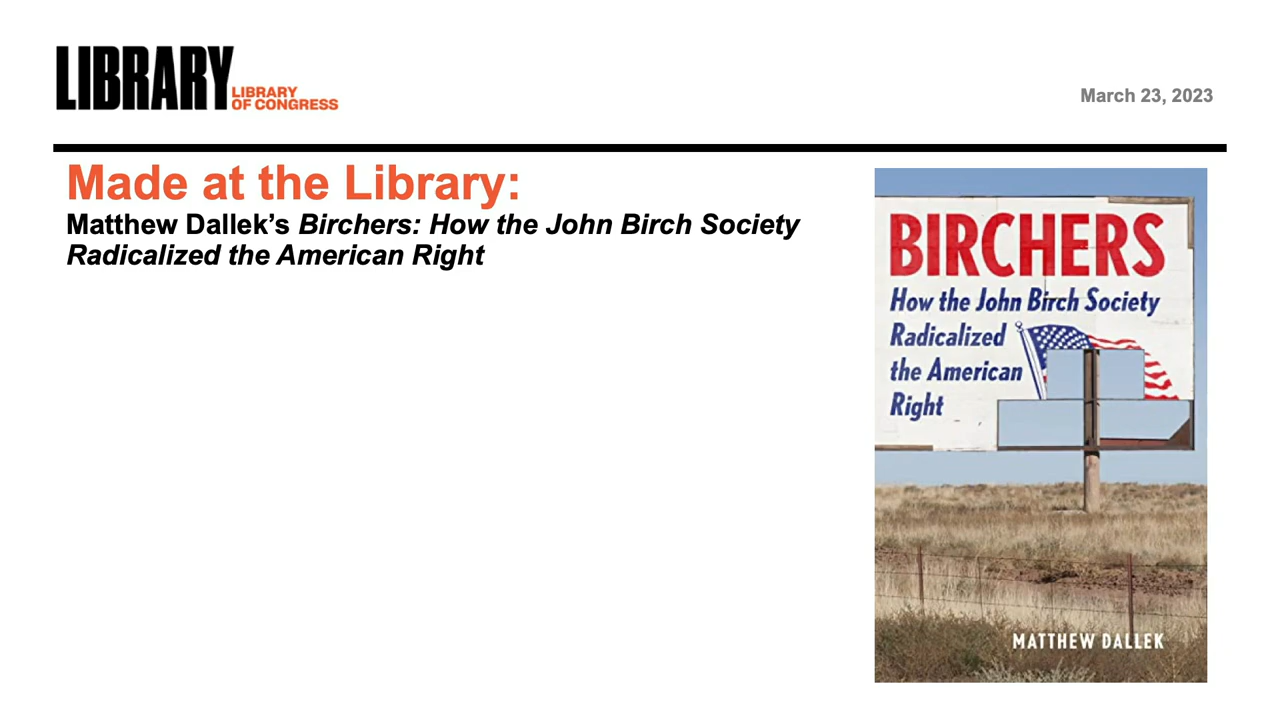 LIBRARY
LIBRARY
OF CONGRESS
March 23, 2023
Made at the Library:
Matthew Dallek’s Birchers: How the John Birch Society
Radicalized the American Right
BIRCHERS
How the John Birch Society
Radicalized
the American
Right
MATTHEW DALLEK